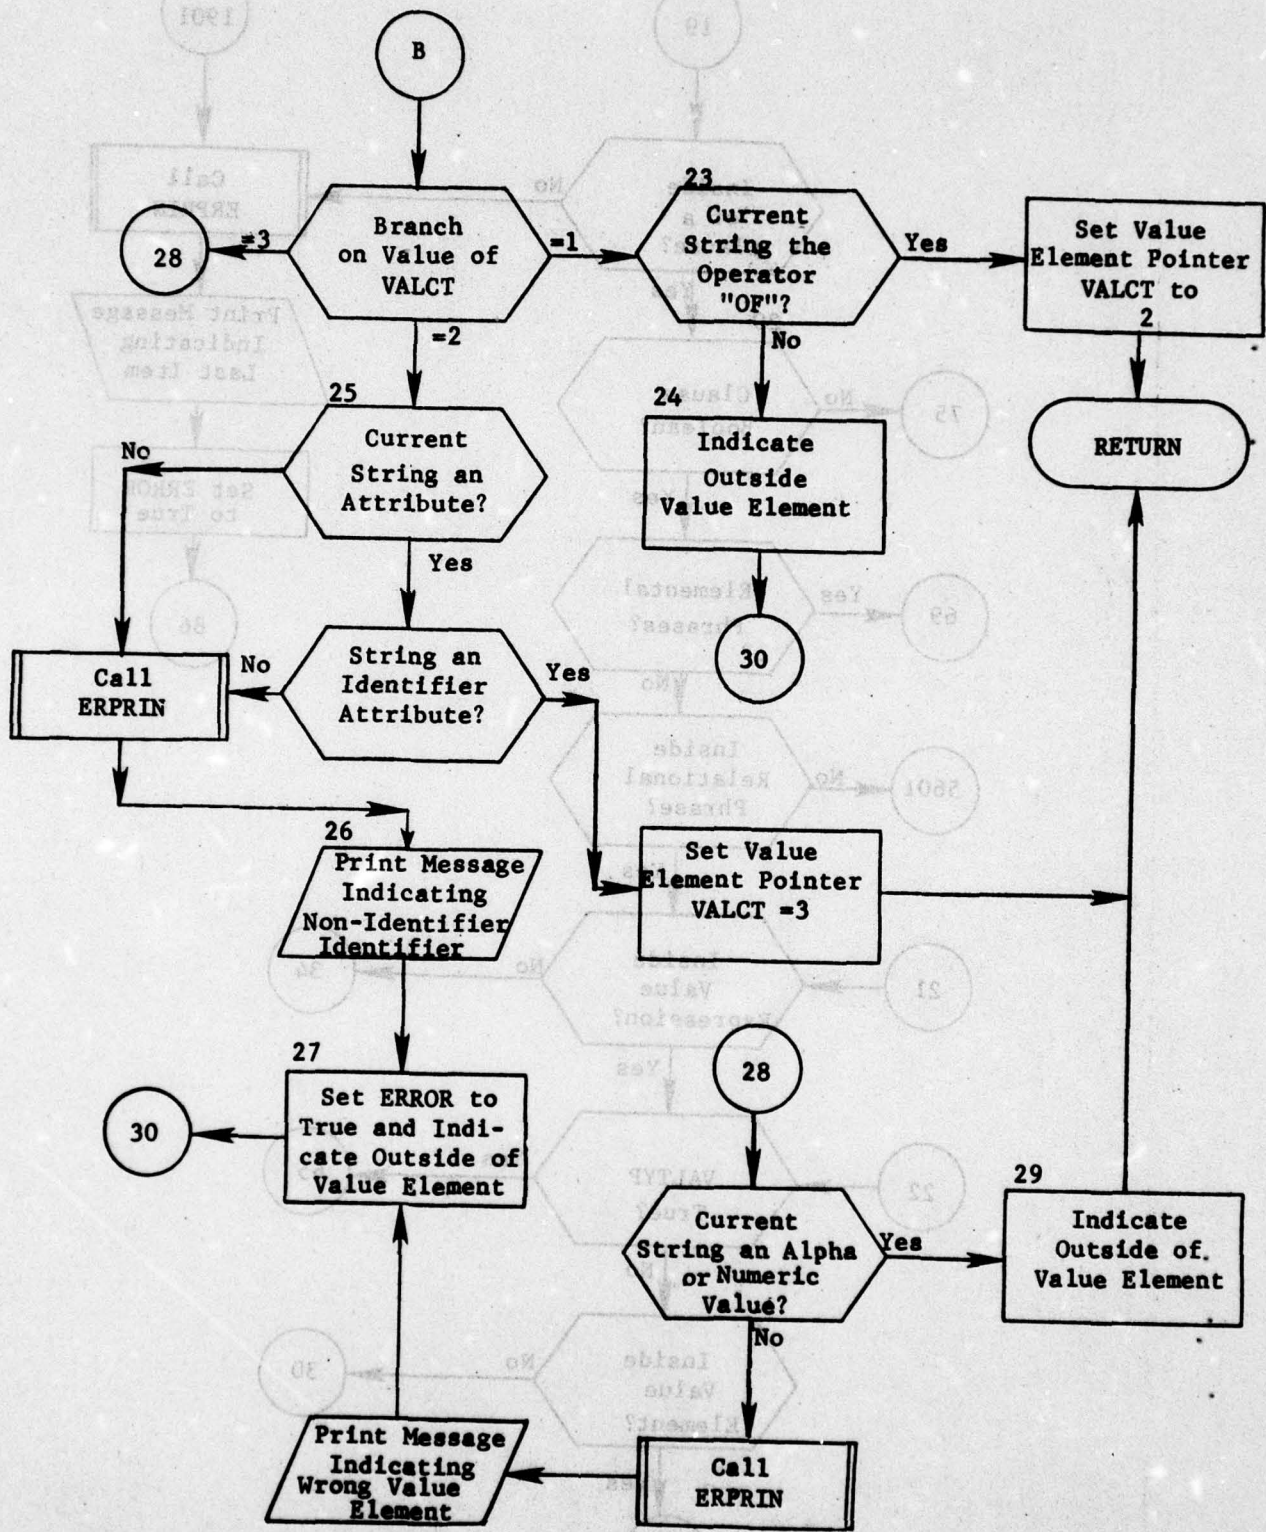 B
23
Branch
on Value of
VALCT
=3
28
=1
=2
Current
String the
Operator
"OF"?
Yes
No
Set Value
Element Pointer
VALCT to
2
RETURN
25
Current
String an
Attribute?
No
Yes
24
Indicate
Outside
Value Element
30
String an
Identifier
Attribute?
No
Yes
Call
ERPRIN
26
Print Message
Indicating
Non-Identifier
Identifier
Set Value
Element Pointer
VALCT =3
27
Set ERROR to
True and Indi-
cate Outside of
Value Element
30
28
Current
String an Alpha
or Numeric
Value?
Yes
No
29
Indicate
Outside of
Value Element
Call
ERPRIN
Print Message
Indicating
Wrong Value
Element